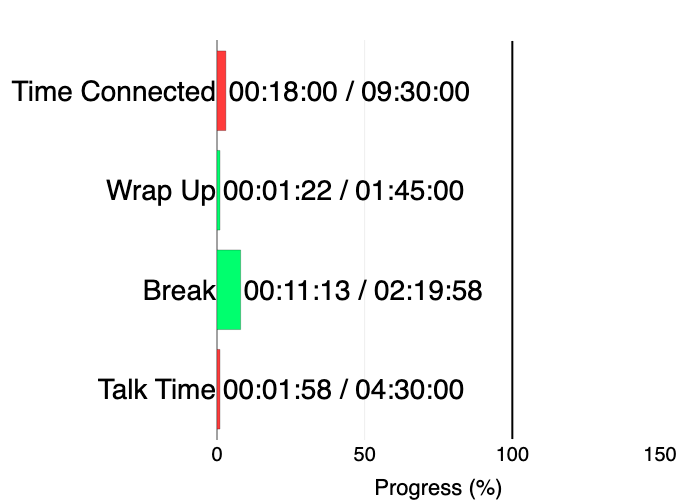 Time Connected 00:18:00 / 09:30:00
Wrap Up 00:01:22 / 01:45:00
Break 00:11:13 / 02:19:58
Talk Time 00:01:58 / 04:30:00
0 50 100 150
Progress (%)